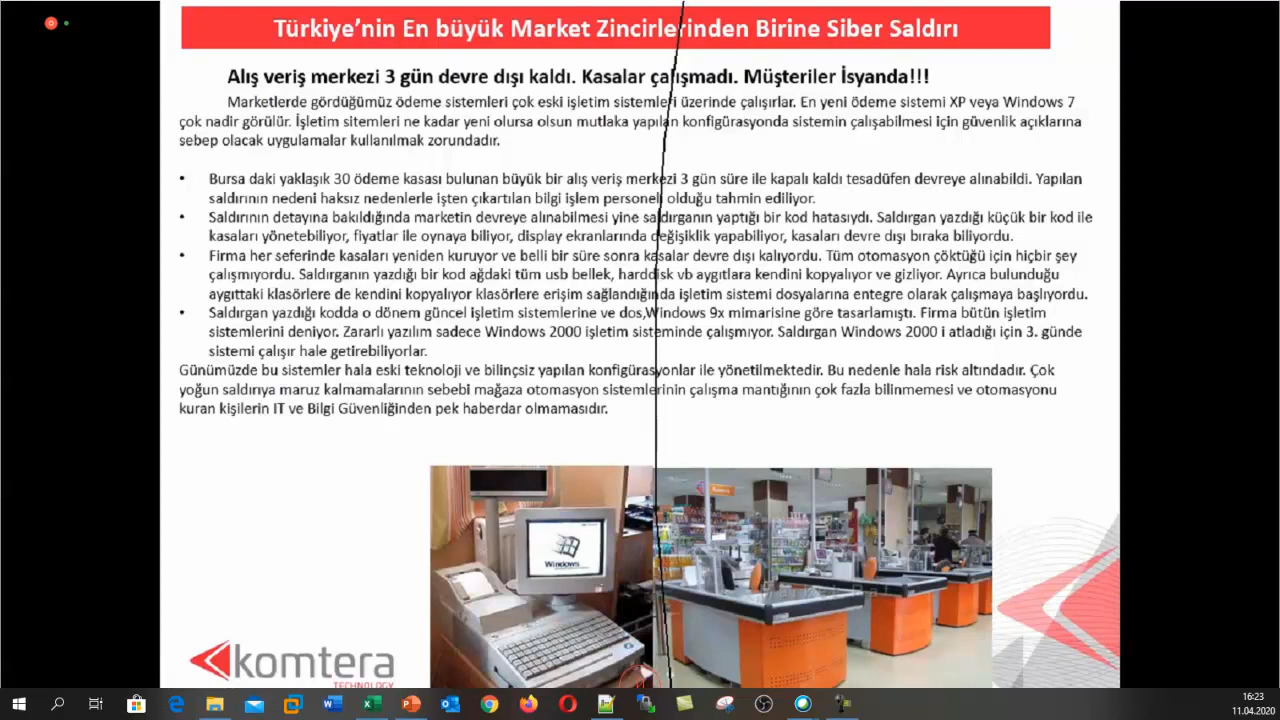 Türkiye'nin En büyük Market Zincirlerinden Birine Siber Saldırı
Alış veriş merkezi 3 gün devre dışı kaldı. Kasalar çalışmadı. Müşteriler İsyanda!!!
Marketlerde gördüğümüz ödeme sistemleri çok eski işletim sistemleri üzerinde çalışırlar. En yeni ödeme sistemi XP veya Windows 7
çok nadir görülür. İşletim sitemleri ne kadar yeni olursa olsun mutlaka yapılan konfigürasyonda sistemin çalışabilmesi için güvenlik açıklarına
sebep olacak uygulamalar kullanılmak zorundadır.
• Bursa daki yaklaşık 30 ödeme kasası bulunan büyük bir alış veriş merkezi 3 gün süre ile kapalı kaldı tesadüfen devreye alınabildi. Yapılan
saldırının nedeni haksız nedenlerle işten çıkartılan bilgi işlem personeli olduğu tahmin ediliyor.
• Saldırının detayına bakıldığında marketin devreye alınabilmesi yine saldırganın yaptığı bir kod hatasıydı. Saldırgan yazdığı küçük bir kod ile
kasaları yönetebiliyor, fiyatlar ile oynaya biliyor, display ekranlarında değişiklik yapabiliyor, kasaları devre dışı bıraka biliyordu.
• Firma her seferinde kasaları yeniden kuruyor ve belli bir süre sonra kasalar devre dışı kalıyordu. Tüm otomasyon çöktüğü için hiçbir şey
çalışmıyordu. Saldırganın yazdığı bir kod ağdaki tüm usb bellek, harddisk vb aygıtlara kendini kopyalıyor ve gizliyor. Ayrıca bulunduğu
aygıttaki klasörlere de kendini kopyalıyor klasörlere erişim sağlandığında işletim sistemi dosyalarına entegre olarak çalışmaya başlıyordu.
• Saldırgan yazdığı kodda o dönem güncel işletim sistemlerine ve dos,Windows 9x mimarisine göre tasarlamıştı. Firma bütün işletim
sistemlerini deniyor. Zararlı yazılım sadece Windows 2000 işletim sisteminde çalışmıyor. Saldırgan Windows 2000 i atladığı için 3. günde
sistemi çalışır hale getirebiliyorlar.
Günümüzde bu sistemler hala eski teknoloji ve bilinçsiz yapılan konfigürasyonlar ile yönetilmektedir. Bu nedenle hala risk altındadır. Çok
yoğun saldırıya maruz kalmamalarının sebebi mağaza otomasyon sistemlerinin çalışma mantığının çok fazla bilinmemesi ve otomasyonu
kuran kişilerin IT ve Bilgi Güvenliğinden pek haberdar olmamasıdır.
Windows
komtera
TECHNOLOGY
16:23
11.04.2020